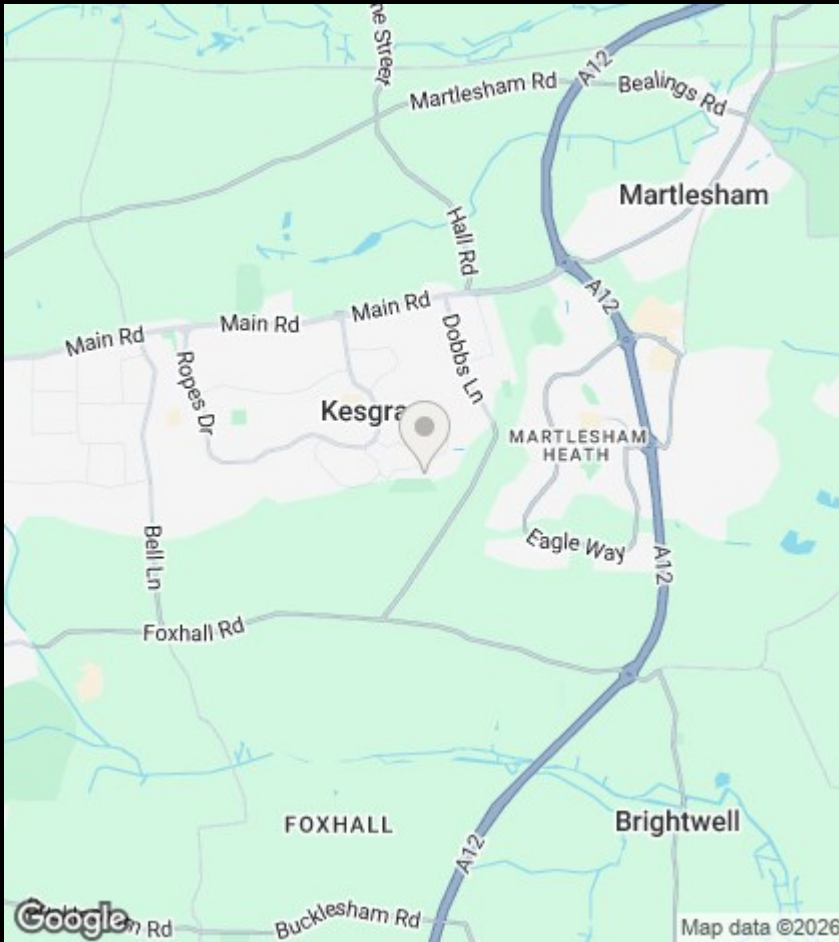 A12
Martlesham Rd
Bealings Rd
Martlesham
Hall Rd
A12
Main Rd
Main Rd
Main Rd
Dobbs Ln
Ropes Dr
Kesgra
MARTLESHAM
HEATH
Eagle Way
A12
Bell Ln
Foxhall Rd
FOXHALL
Brightwell
A12
Bucklesham Rd
Rd
Google
Map data ©2026